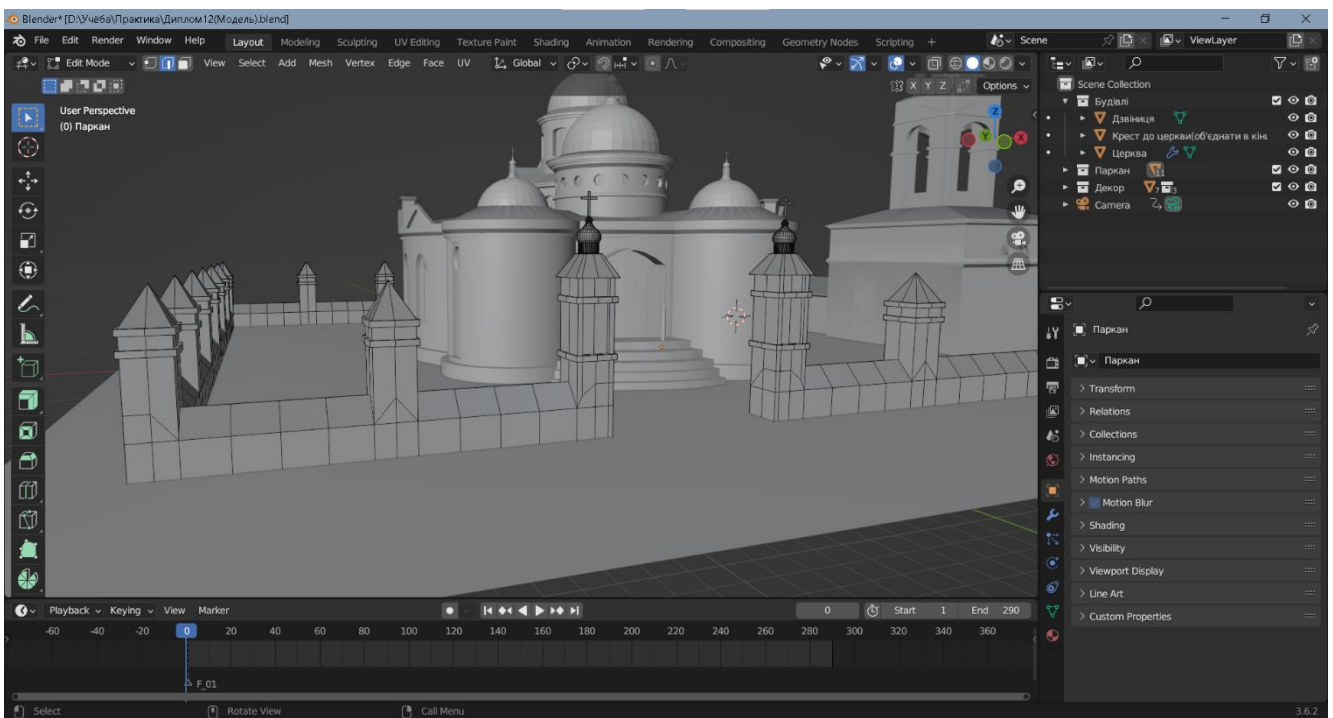 Blender* [D:\Учёба\Практика\Диплом12(Модель).blend]
File Edit Render Window Help Layout Modeling Sculpting UV Editing Texture Paint Shading Animation Rendering Compositing Geometry Nodes Scripting + Scene ViewLayer
Edit Mode View Select Add Mesh Vertex Edge Face UV Global
X Y Z Options
User Perspective
(0) Паркан
Z
Y
X
Scene Collection
Будівлі
Дзвіниця
Крест до церкви(об'єднати в кінц
Церква
Паркан 11
Декор 7 3
Camera
Паркан
Паркан
Transform
Relations
Collections
Instancing
Motion Paths
Motion Blur
Shading
Visibility
Viewport Display
Line Art
Custom Properties
Playback Keying View Marker 0 Start 1 End 290
-60 -40 -20 0 20 40 60 80 100 120 140 160 180 200 220 240 260 280 300 320 340 360
F_01
Select Rotate View Call Menu 3.6.2